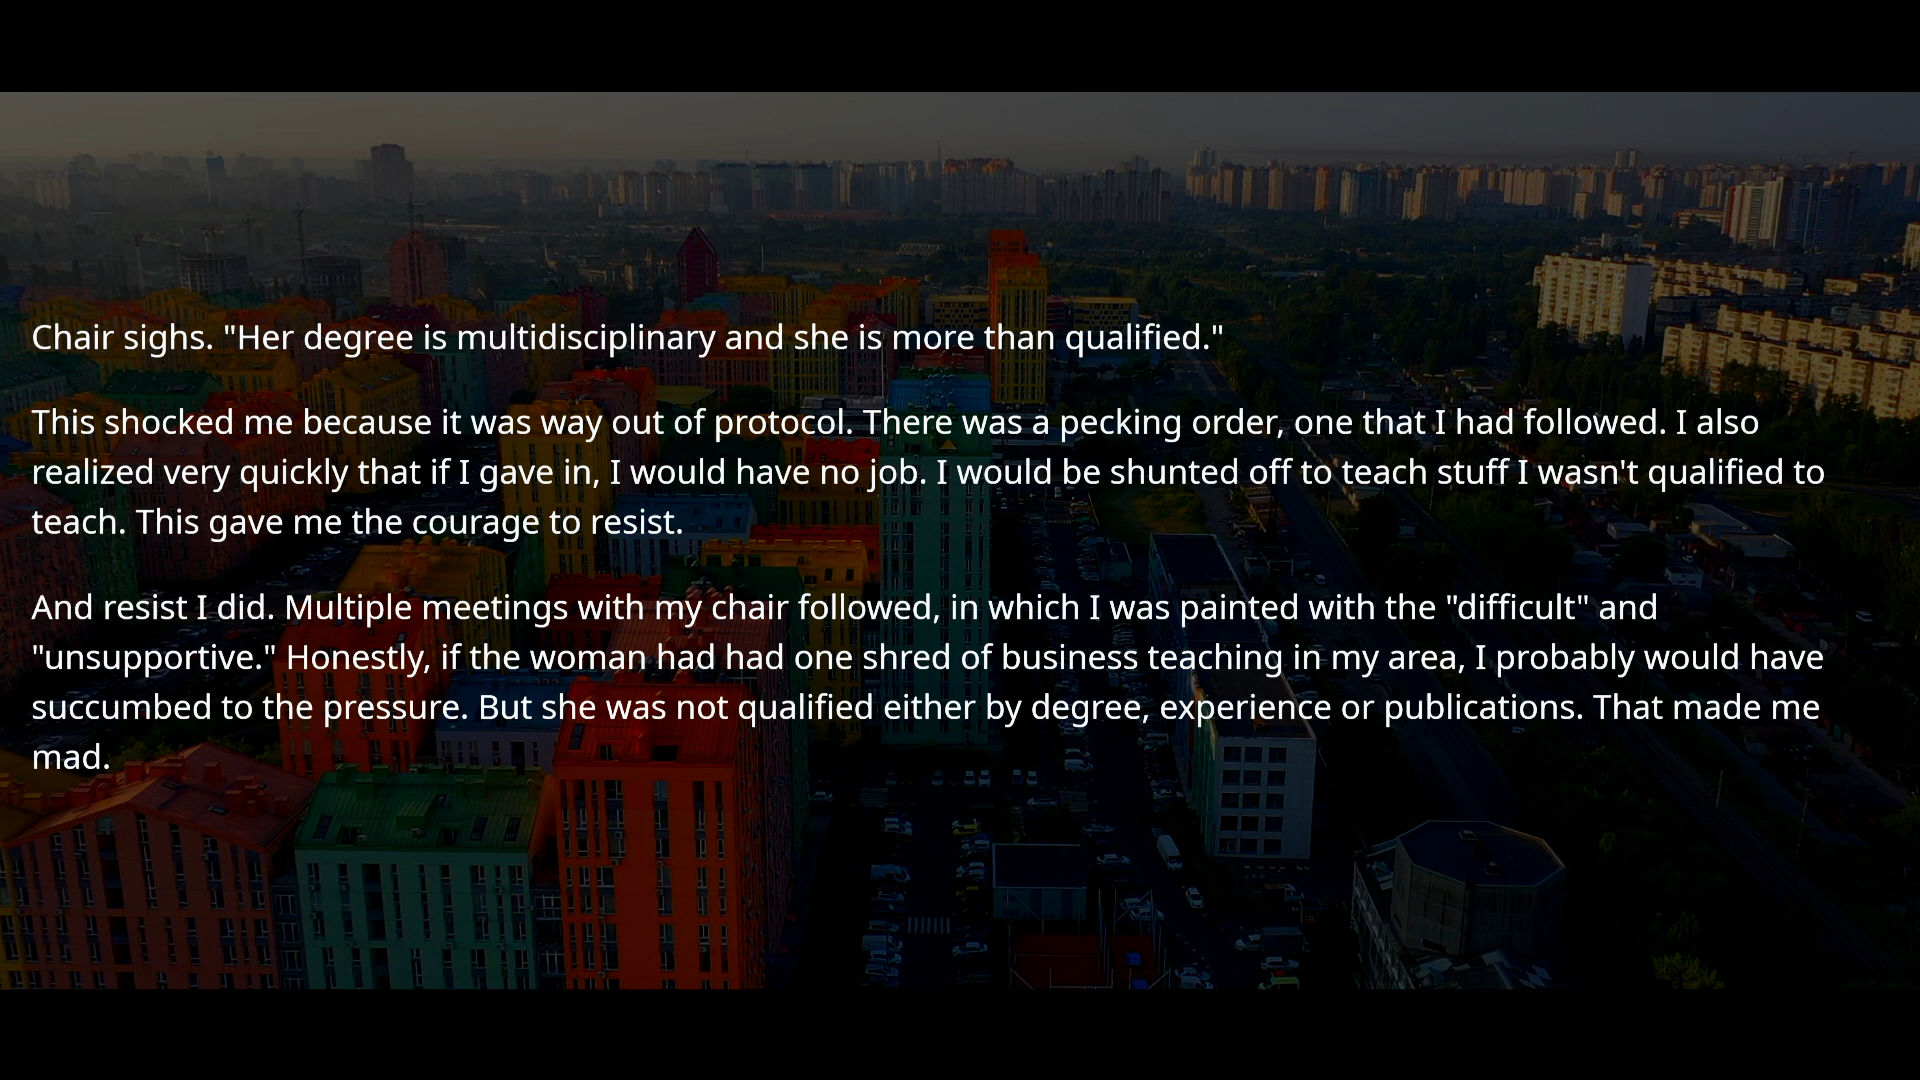 Chair sighs. "Her degree is multidisciplinary and she is more than qualified."
This shocked me because it was way out of protocol. There was a pecking order, one that I had followed. I also
realized very quickly that if I gave in, I would have no job. I would be shunted off to teach stuff I wasn't qualified to
teach. This gave me the courage to resist.
And resist I did. Multiple meetings with my chair followed, in which I was painted with the "difficult" and
"unsupportive." Honestly, if the woman had had one shred of business teaching in my area, I probably would have
succumbed to the pressure. But she was not qualified either by degree, experience or publications. That made me
mad.